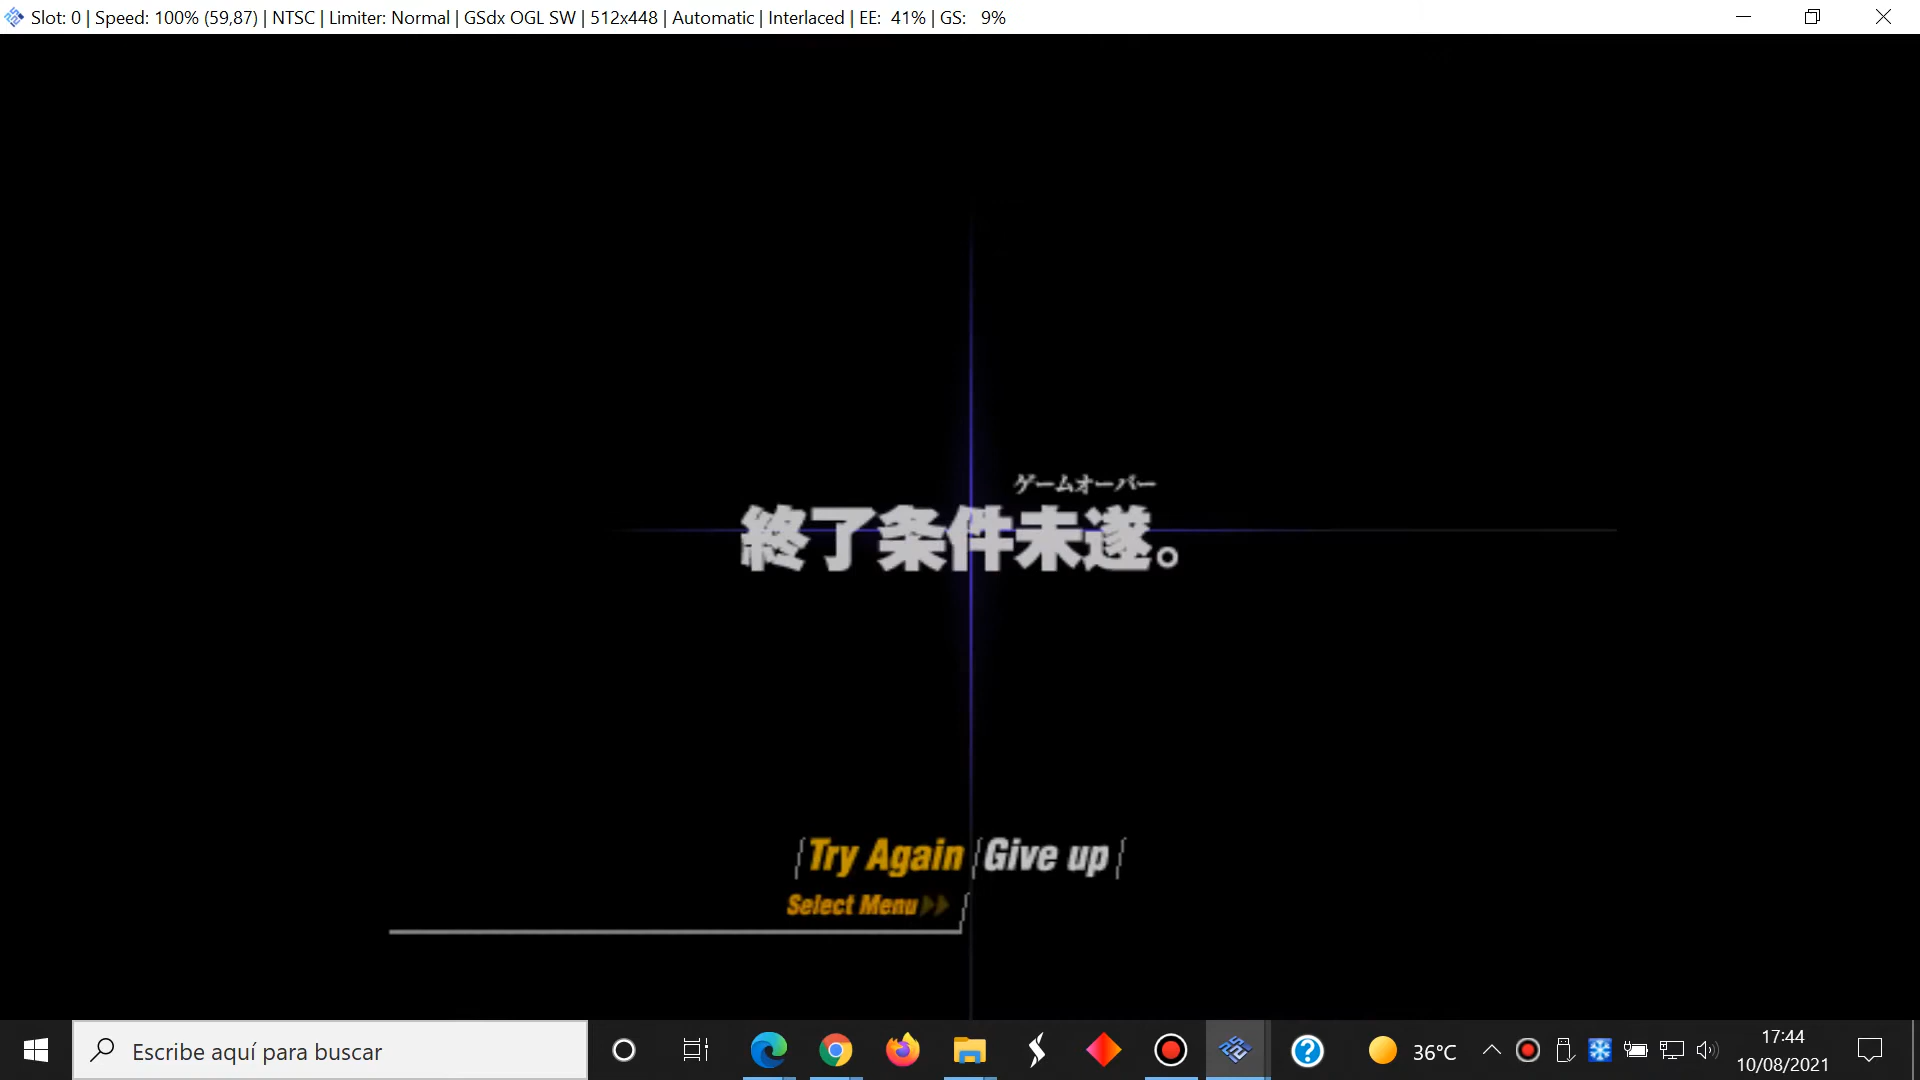 Slot: 0 | Speed: 100% (59,87) | NTSC | Limiter: Normal | GSdx OGL SW | 512x448 | Automatic | Interlaced | EE: 41% | GS: 9%
ゲームオーバー
終了条件未遂。
Try Again Give up
Select Menu
Escribe aquí para buscar
36°C
17:44
10/08/2021